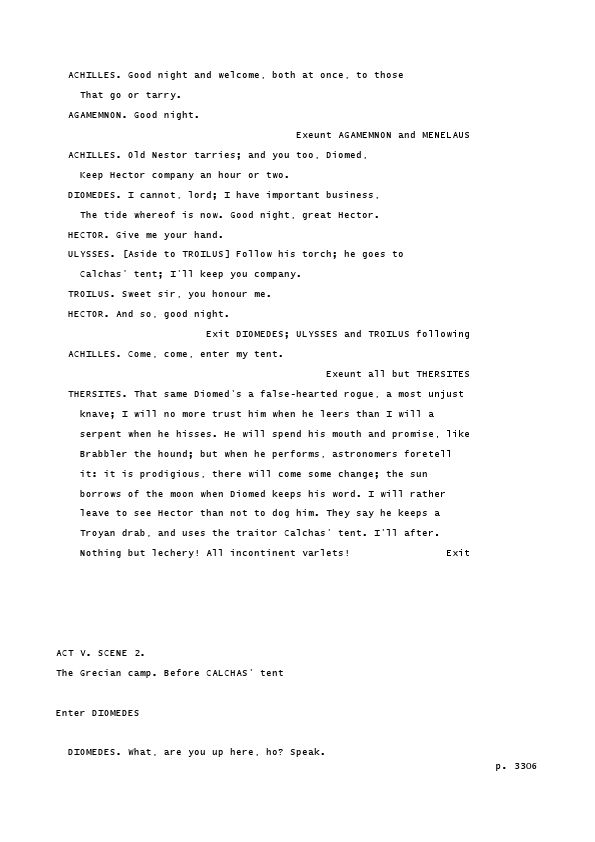 ACHILLES. Good night and welcome, both at once, to those
That go or tarry.
AGAMEMNON. Good night.
Exeunt AGAMEMNON and MENELAUS
ACHILLES. Old Nestor tarries; and you too, Diomed,
Keep Hector company an hour or two.
DIOMEDES. I cannot, lord; I have important business,
The tide whereof is now. Good night, great Hector.
HECTOR. Give me your hand.
ULYSSES. [Aside to TROILUS] Follow his torch; he goes to
Calchas' tent; I'll keep you company.
TROILUS. Sweet sir, you honour me.
HECTOR. And so, good night.
Exit DIOMEDES; ULYSSES and TROILUS following
ACHILLES. Come, come, enter my tent.
Exeunt all but THERSITES
THERSITES. That same Diomed's a false-hearted rogue, a most unjust
knave; I will no more trust him when he leers than I will a
serpent when he hisses. He will spend his mouth and promise, like
Brabbler the hound; but when he performs, astronomers foretell
it: it is prodigious, there will come some change; the sun
borrows of the moon when Diomed keeps his word. I will rather
leave to see Hector than not to dog him. They say he keeps a
Troyan drab, and uses the traitor Calchas' tent. I'll after.
Nothing but lechery! All incontinent varlets! Exit
ACT V. SCENE 2.
The Grecian camp. Before CALCHAS' tent
Enter DIOMEDES
DIOMEDES. What, are you up here, ho? Speak.
p. 3306